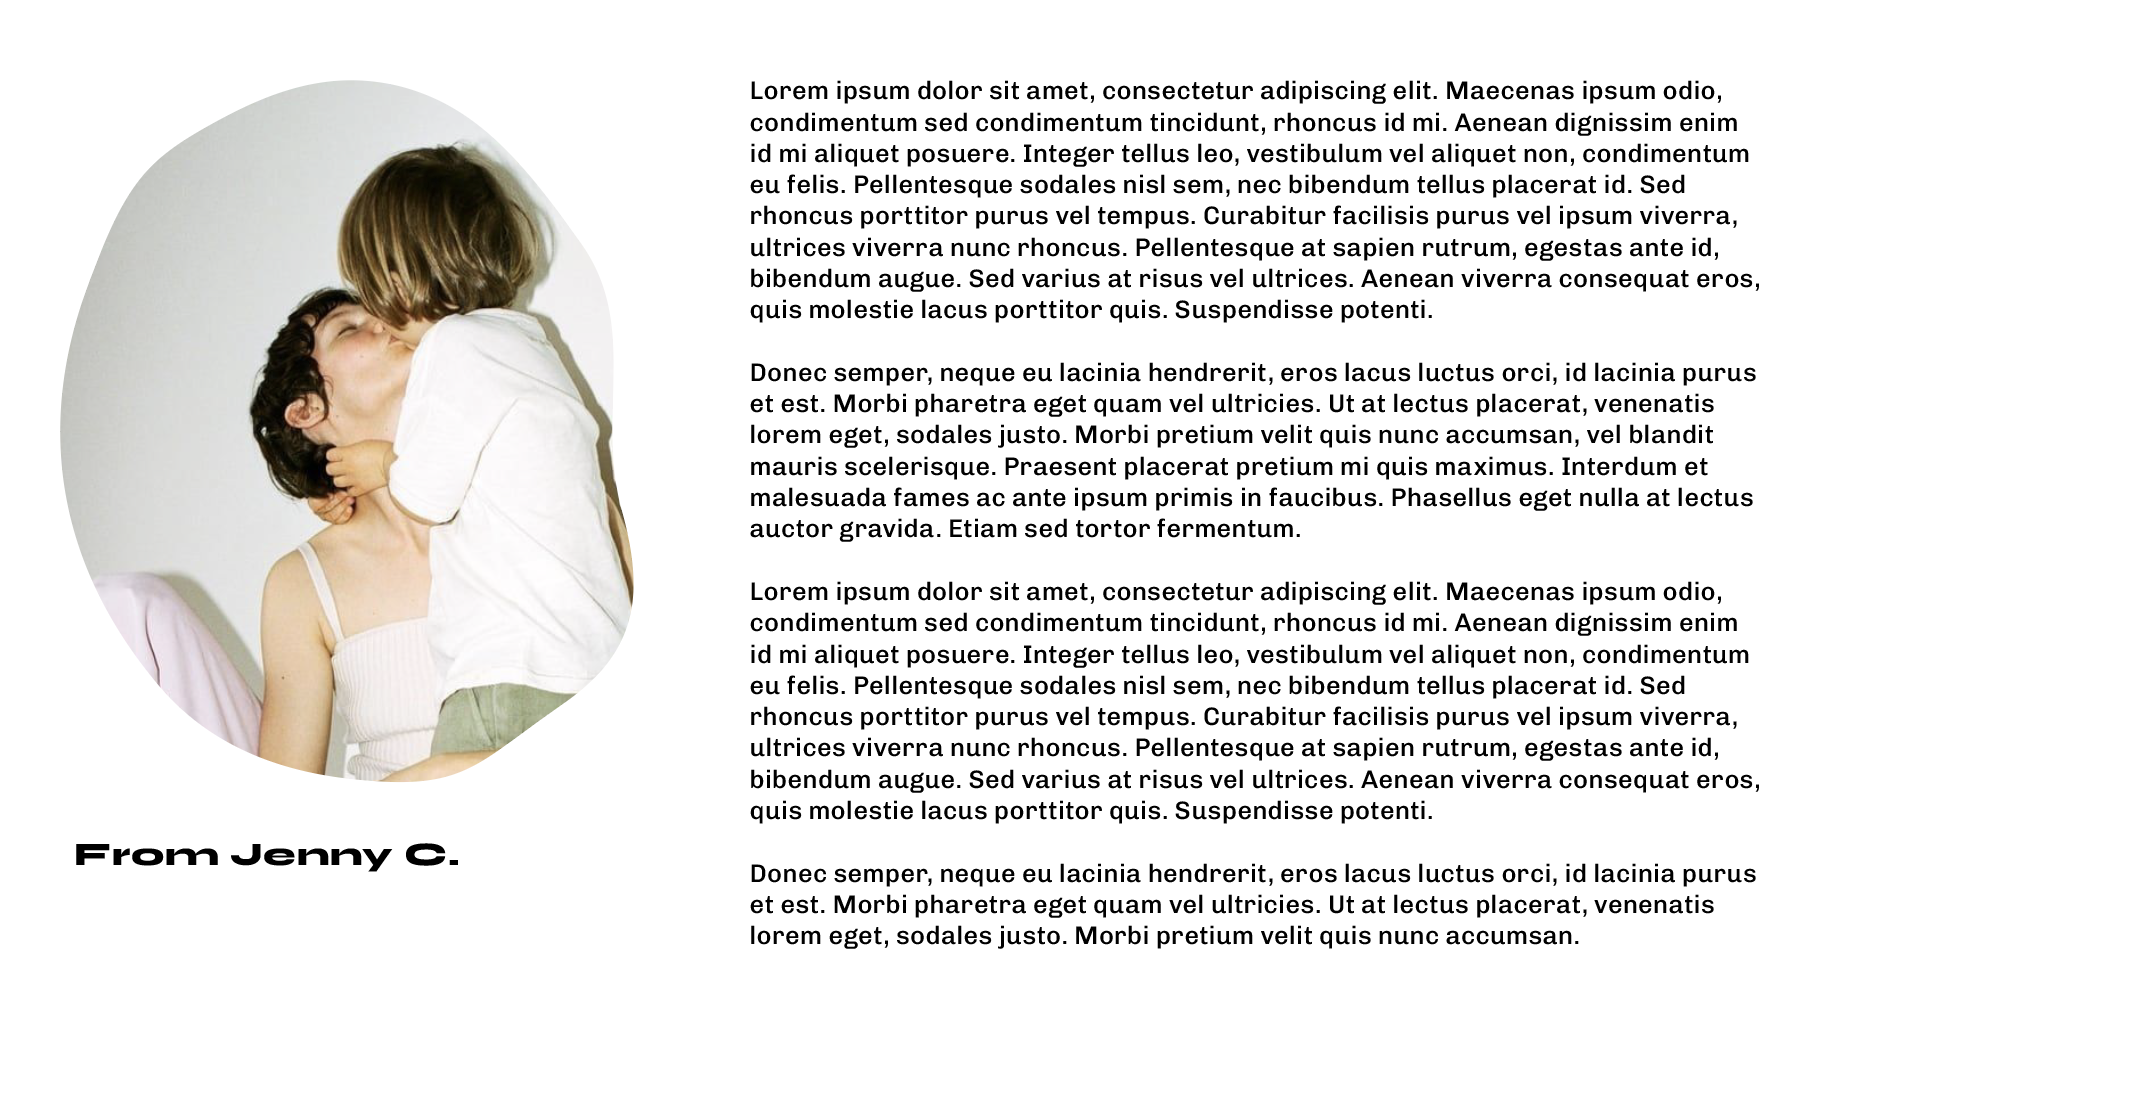 Lorem ipsum dolor sit amet, consectetur adipiscing elit. Maecenas ipsum odio,
condimentum sed condimentum tincidunt, rhoncus id mi. Aenean dignissim enim
id mi aliquet posuere. Integer tellus leo, vestibulum vel aliquet non, condimentum
eu felis. Pellentesque sodales nisl sem, nec bibendum tellus placerat id. Sed
rhoncus porttitor purus vel tempus. Curabitur facilisis purus vel ipsum viverra,
ultrices viverra nunc rhoncus. Pellentesque at sapien rutrum, egestas ante id,
bibendum augue. Sed varius at risus vel ultrices. Aenean viverra consequat eros,
quis molestie lacus porttitor quis. Suspendisse potenti.
Donec semper, neque eu lacinia hendrerit, eros lacus luctus orci, id lacinia purus
et est. Morbi pharetra eget quam vel ultricies. Ut at lectus placerat, venenatis
lorem eget, sodales justo. Morbi pretium velit quis nunc accumsan, vel blandit
mauris scelerisque. Praesent placerat pretium mi quis maximus. Interdum et
malesuada fames ac ante ipsum primis in faucibus. Phasellus eget nulla at lectus
auctor gravida. Etiam sed tortor fermentum.
Lorem ipsum dolor sit amet, consectetur adipiscing elit. Maecenas ipsum odio,
condimentum sed condimentum tincidunt, rhoncus id mi. Aenean dignissim enim
id mi aliquet posuere. Integer tellus leo, vestibulum vel aliquet non, condimentum
eu felis. Pellentesque sodales nisl sem, nec bibendum tellus placerat id. Sed
rhoncus porttitor purus vel tempus. Curabitur facilisis purus vel ipsum viverra,
ultrices viverra nunc rhoncus. Pellentesque at sapien rutrum, egestas ante id,
bibendum augue. Sed varius at risus vel ultrices. Aenean viverra consequat eros,
quis molestie lacus porttitor quis. Suspendisse potenti.
Donec semper, neque eu lacinia hendrerit, eros lacus luctus orci, id lacinia purus
et est. Morbi pharetra eget quam vel ultricies. Ut at lectus placerat, venenatis
lorem eget, sodales justo. Morbi pretium velit quis nunc accumsan.
From Jenny C.